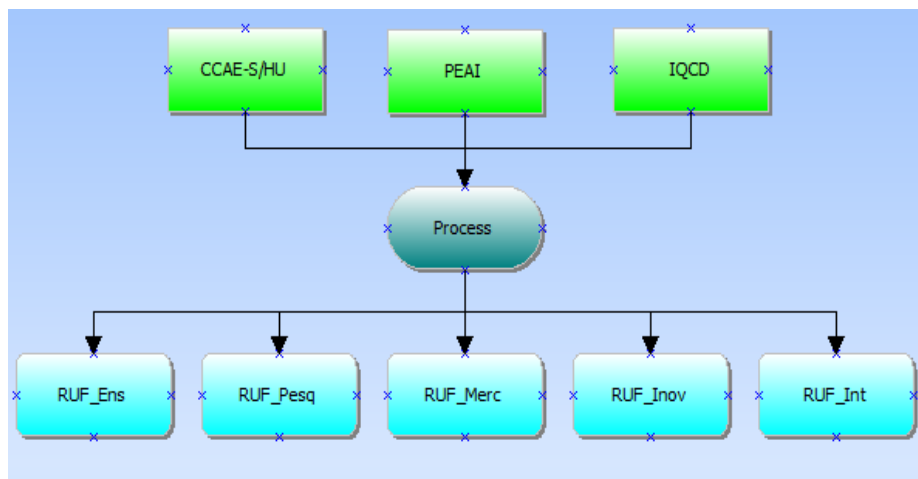 CCAE-S/HU
PEAI
IQCD
Process
RUF_Ens
RUF_Pesq
RUF_Merc
RUF_Inov
RUF_Int